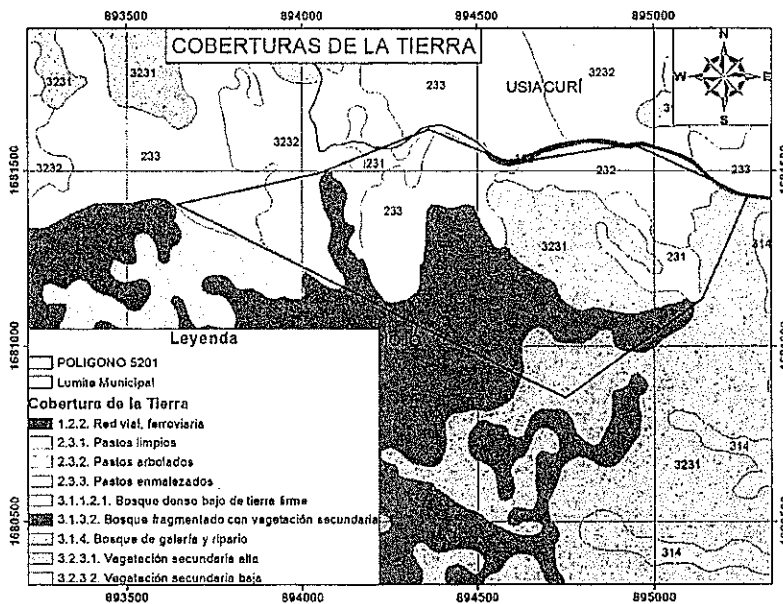 893500 894000 894500 895000
COBERTURAS DE LA TIERRA
N
W E
S
3231
3231
3232
233
USIACURÍ
3232
233
3232
231
232
233
233
3231
231
314
1681500
1681000
1680500
1681000
1680500
Leyenda
POLIGONO 5201
Lumite Municipal
Cobertura de la Tierra
1.2.2. Red vial, ferroviaria
2.3.1. Pastos limpios
2.3.2. Pastos arbolados
2.3.3. Pastos enmalezados
3.1.1.2.1. Bosque denso bajo de tierra firme
3.1.3.2. Bosque fragmentado con vegetación secundaria
3.1.4. Bosque de galería y ripario
3.2.3.1. Vegetación secundaria alta
3.2.3.2. Vegetación secundaria baja
314
3231
314
893500 894000 894500 895000